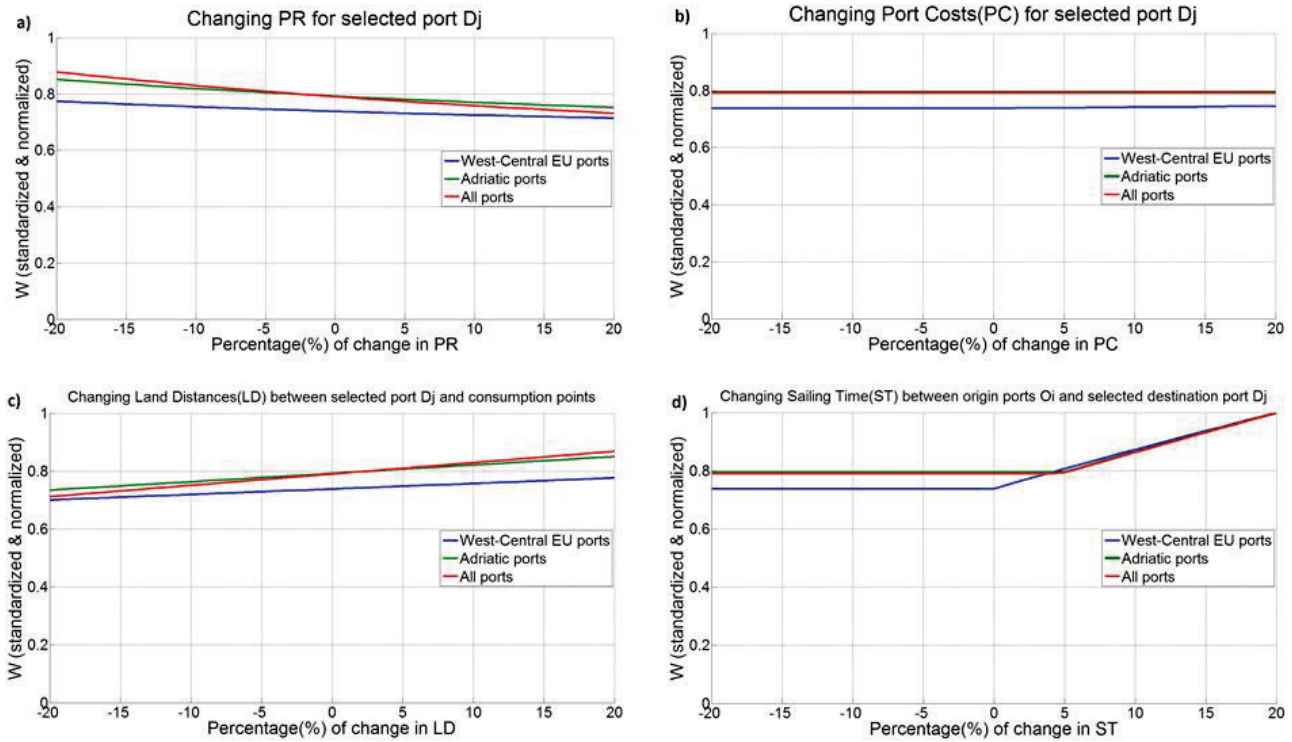 a)
Changing PR for selected port Dj
W (standardized & normalized)
1
0.8
0.6
0.4
0.2
0
West-Central EU ports
Adriatic ports
All ports
-20 -15 -10 -5 0 5 10 15 20
Percentage(%) of change in PR
b)
Changing Port Costs(PC) for selected port Dj
W (standardized & normalized)
1
0.8
0.6
0.4
0.2
0
West-Central EU ports
Adriatic ports
All ports
-20 -15 -10 -5 0 5 10 15 20
Percentage(%) of change in PC
c)
Changing Land Distances(LD) between selected port Dj and consumption points
W (standardized & normalized)
1
0.8
0.6
0.4
0.2
0
West-Central EU ports
Adriatic ports
All ports
-20 -15 -10 -5 0 5 10 15 20
Percentage(%) of change in LD
d)
Changing Sailing Time(ST) between origin ports Oi and selected destination port Dj
W (standardized & normalized)
1
0.8
0.6
0.4
0.2
0
West-Central EU ports
Adriatic ports
All ports
-20 -15 -10 -5 0 5 10 15 20
Percentage(%) of change in ST